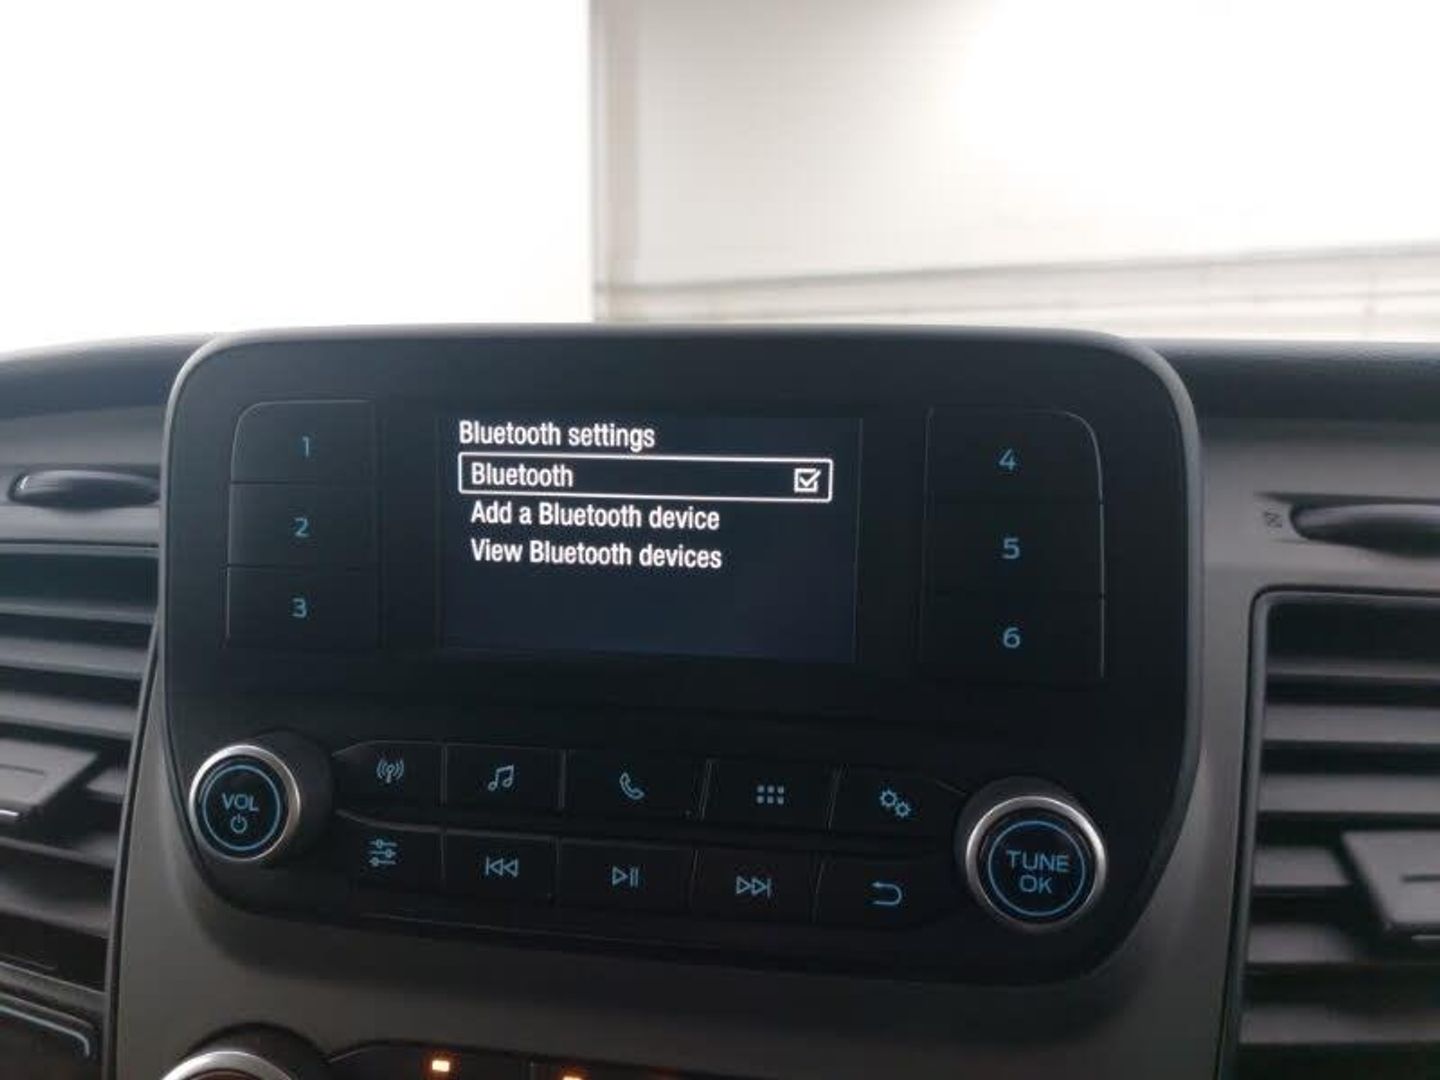 Bluetooth settings
Bluetooth
Add a Bluetooth device
View Bluetooth devices
1
2
3
4
5
6
VOL
TUNE
OK